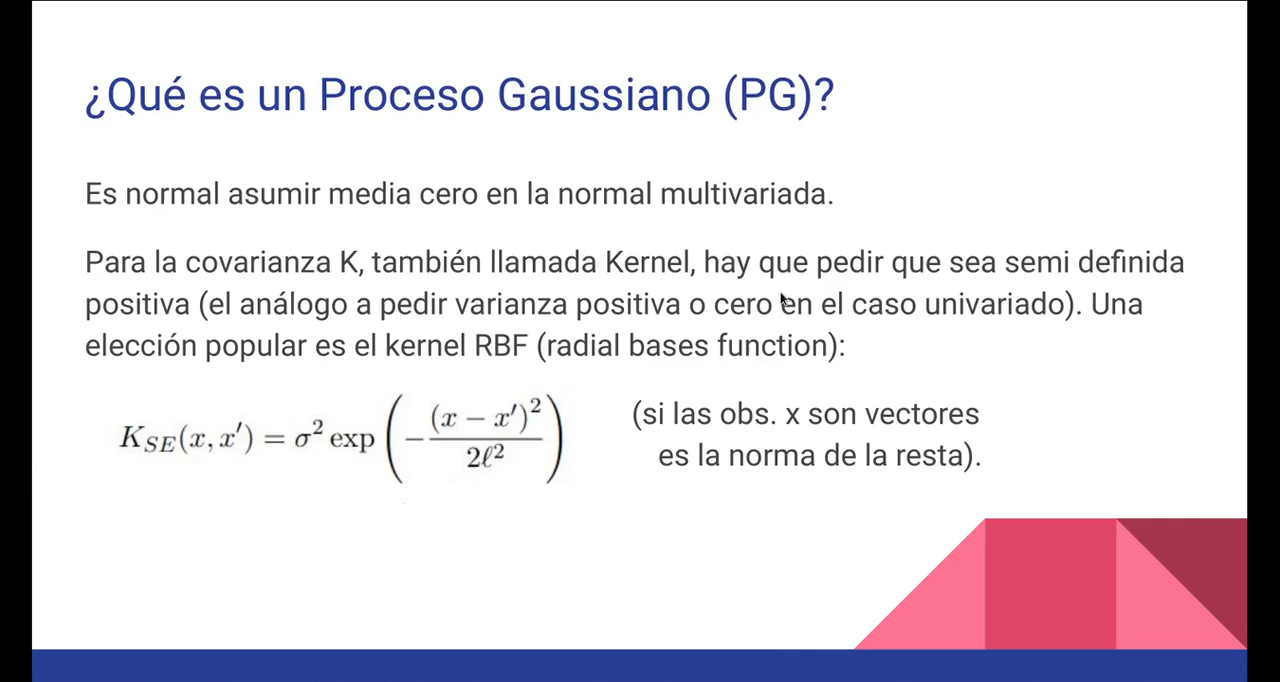 ¿Qué es un Proceso Gaussiano (PG)?
Es normal asumir media cero en la normal multivariada.
Para la covarianza K, también llamada Kernel, hay que pedir que sea semi definida
positiva (el análogo a pedir varianza positiva o cero en el caso univariado). Una
elección popular es el kernel RBF (radial bases function):
K_{SE}(x, x′) = σ² exp(−(x − x′)² / 2ℓ²)
(si las obs. x son vectores
es la norma de la resta).